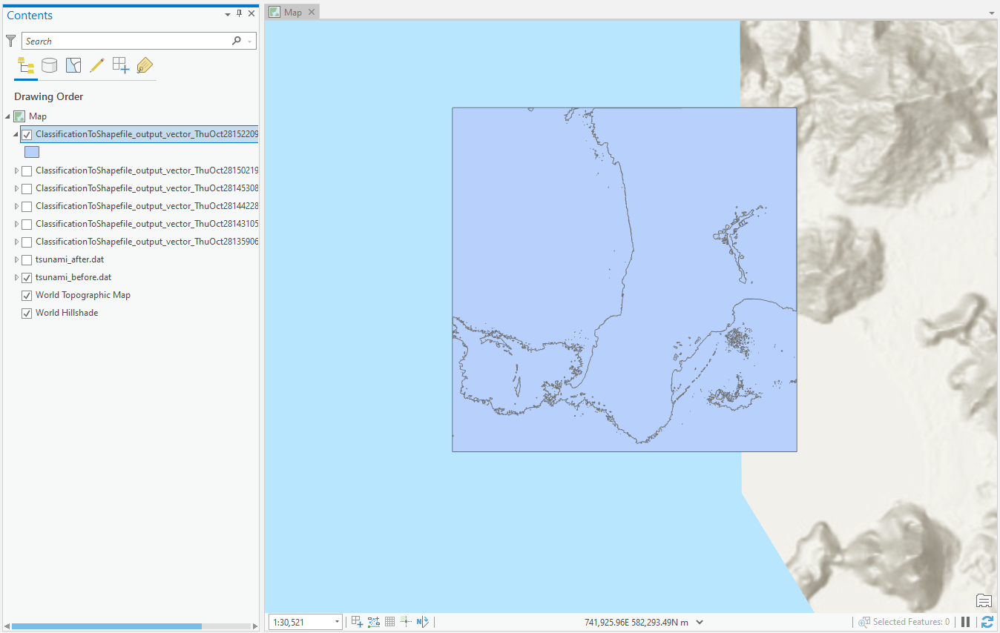 Contents
Map
Search
Drawing Order
Map
ClassificationToShapefile_output_vector_ThuOct28152209
ClassificationToShapefile_output_vector_ThuOct28150219
ClassificationToShapefile_output_vector_ThuOct28145308
ClassificationToShapefile_output_vector_ThuOct28144228
ClassificationToShapefile_output_vector_ThuOct28143105
ClassificationToShapefile_output_vector_ThuOct28135906
tsunami_after.dat
tsunami_before.dat
World Topographic Map
World Hillshade
1:30,521
741,925.96E 582,293.49N m
Selected Features: 0